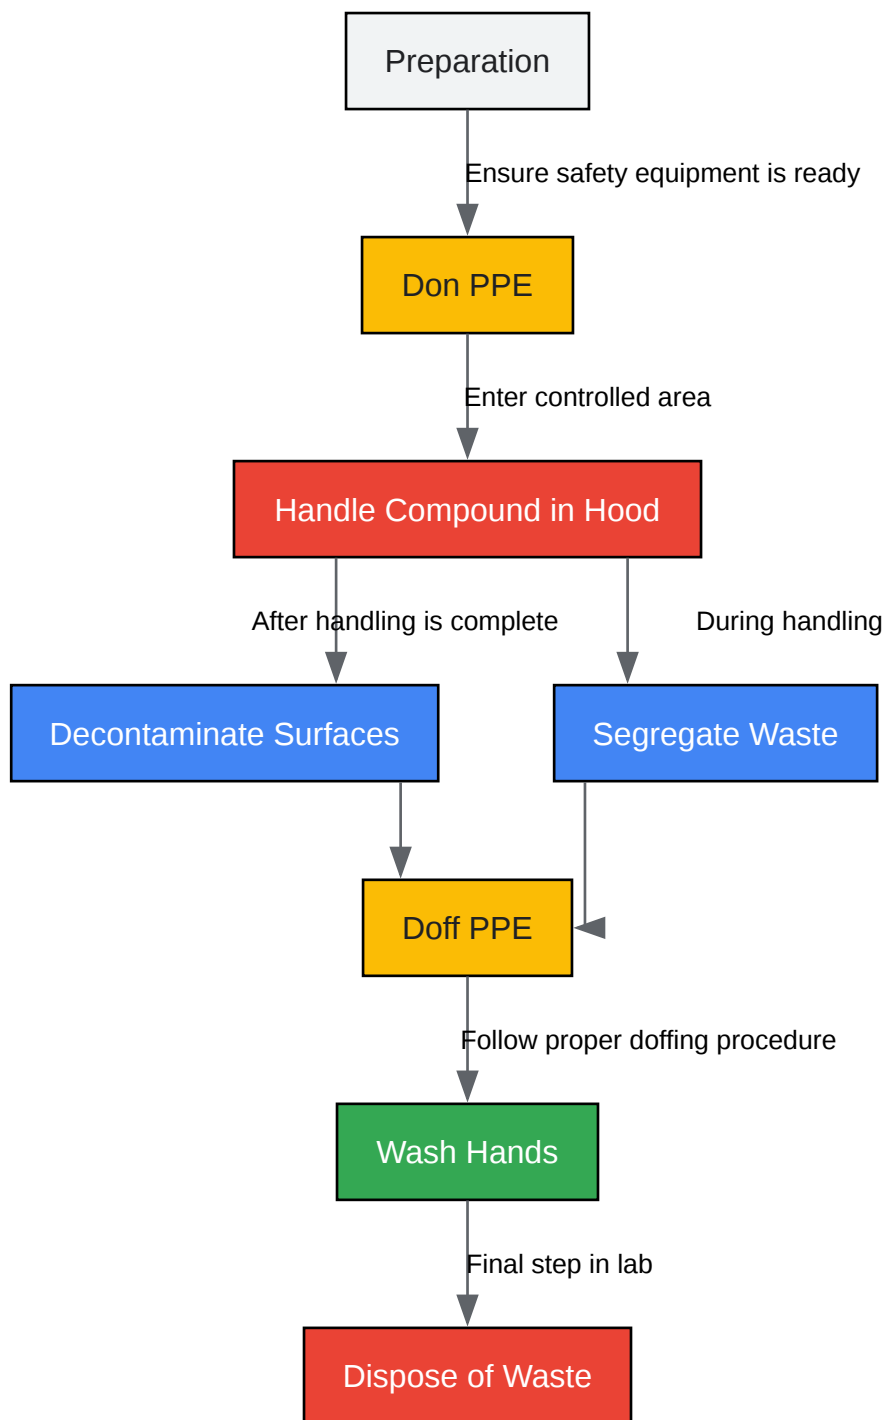 Preparation
Ensure safety equipment is ready
Don PPE
Enter controlled area
Handle Compound in Hood
After handling is complete
During handling
Decontaminate Surfaces
Segregate Waste
Doff PPE
Follow proper doffing procedure
Wash Hands
Final step in lab
Dispose of Waste